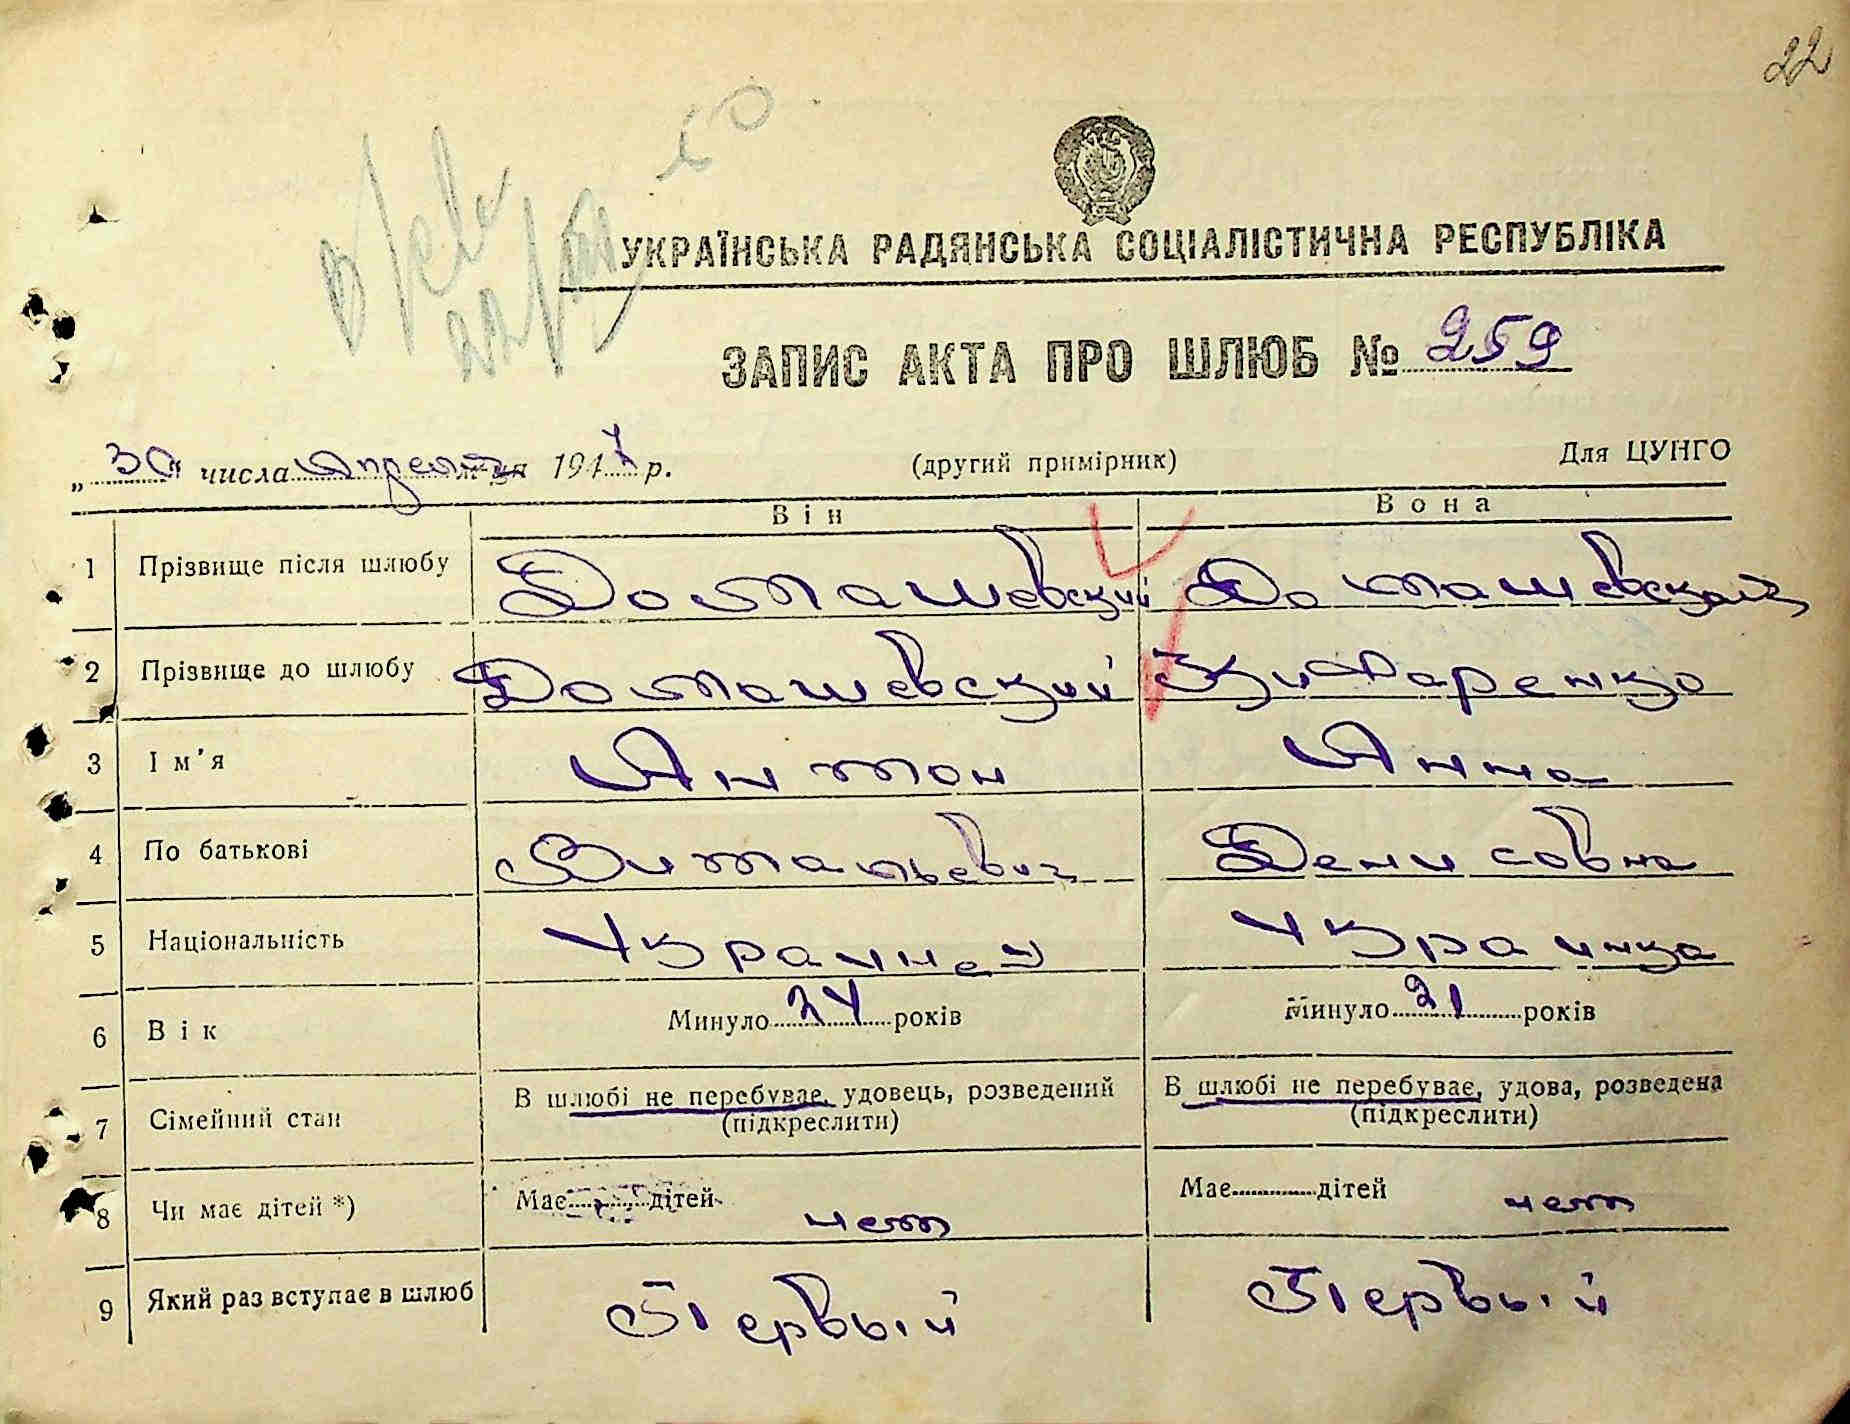 22
УКРАЇНСЬКА РАДЯНСЬКА СОЦІАЛІСТИЧНА РЕСПУБЛІКА
ЗАПИС АКТА ПРО ШЛЮБ № 259
„30“ числа Апреля м-ця 1947 р. (другий примірник) Для ЦУНГО
Він Вона
1 Прізвище після шлюбу Домашевский Домашевская
2 Прізвище до шлюбу Домашевский
3 Ім'я Антон Анна
4 По батькові Витальевич Денисовна
5 Національність Украинец Украинка
6 Вік Минуло 24 років Минуло 21 років
7 Сімейний стан В шлюбі не перебуває, удовець, розведений В шлюбі не перебуває, удова, розведена
(підкреслити) (підкреслити)
8 Чи має дітей *) Має дітей нет Має дітей нет
9 Який раз вступає в шлюб Первый Первый